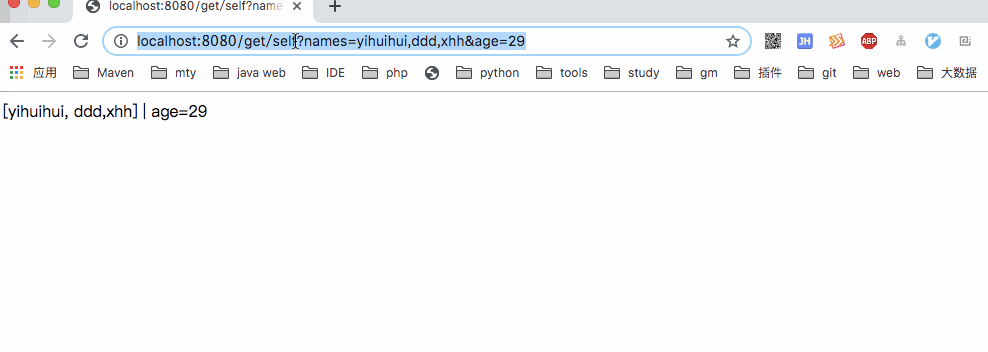 localhost:8080/get/self?name
localhost:8080/get/self?names=yihuihui,ddd,xhh&age=29 JH ABP
应用 Maven mty java web IDE php python tools study gm 插件 git web 大数据
[yihuihui, ddd,xhh] | age=29